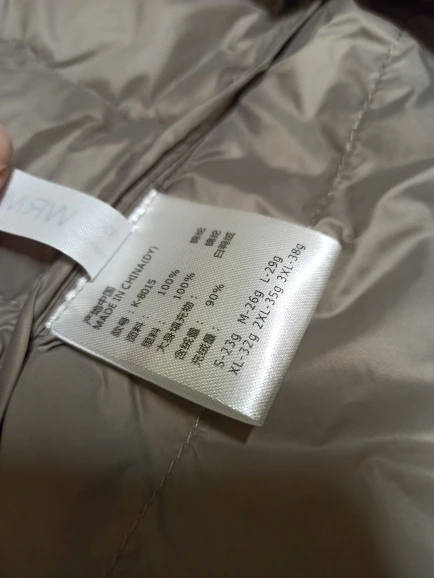 产地中国
MADE IN CHINA(DY)
款号：K-8015
面料： 100% 锦纶
里料： 100% 锦纶
大身填充物： 白鸭绒
含绒量： 90%
充绒量：
S-23g M-26g L-29g
XL-32g 2XL-35g 3XL-38g